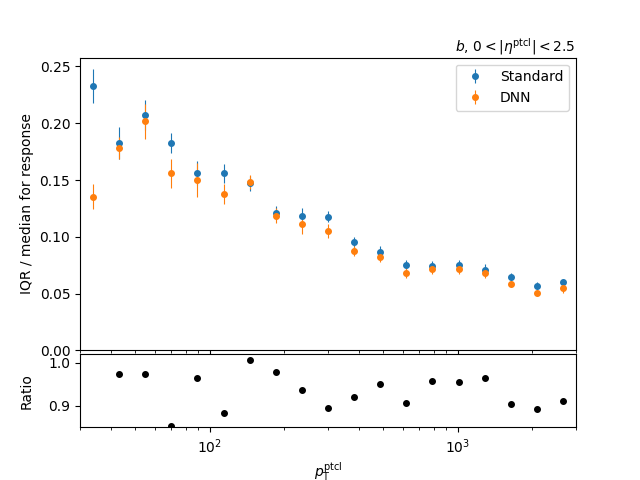 b, 0 < |η^ptcl| < 2.5
IQR / median for response
0.25
0.20
0.15
0.10
0.05
0.00
Standard
DNN
Ratio
1.0
0.9
10^2
10^3
p_T^ptcl